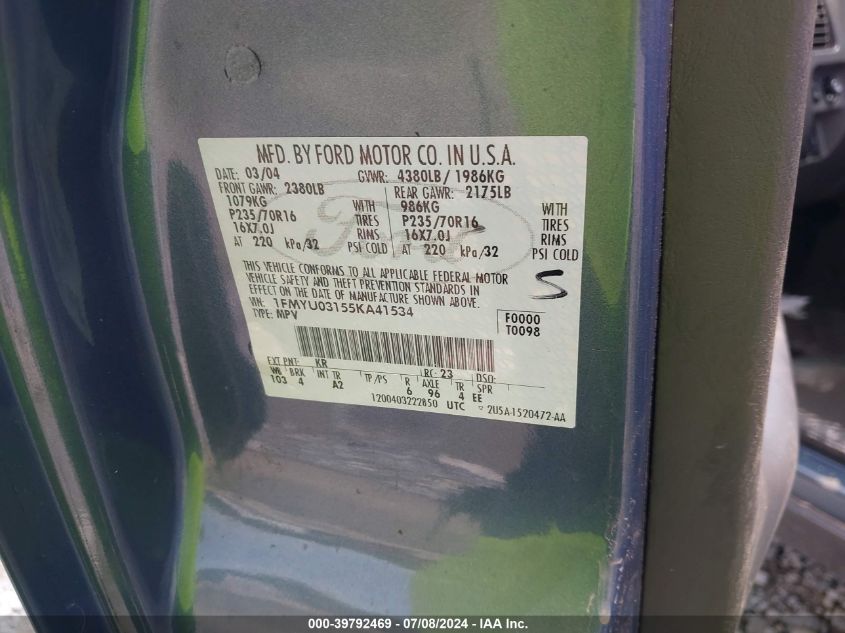 MFD. BY FORD MOTOR CO. IN U.S.A.
DATE: 03/04 GVWR: 4380LB / 1986KG
FRONT GAWR: 2380LB REAR GAWR: 2175LB
1079KG WITH 986KG WITH
P235/70R16 TIRES P235/70R16 TIRES
16X7.0J RIMS 16X7.0J RIMS
AT 220 kPa/32 PSI COLD AT 220 kPa/32 PSI COLD
Ford
THIS VEHICLE CONFORMS TO ALL APPLICABLE FEDERAL MOTOR
VEHICLE SAFETY AND THEFT PREVENTION STANDARDS IN
EFFECT ON THE DATE OF MANUFACTURE SHOWN ABOVE.
S
VIN: 1FMYU03155KA41534
TYPE: MPV
F0000
T0098
EXT PNT: KR RC: 23 DSO:
WB BRK INT TR TP/PS R AXLE TR SPR
103 4 A2 6 96 4 EE
1200403222850 UTC 2USA-1520472-AA
000-39792469 - 07/08/2024 - IAA Inc.